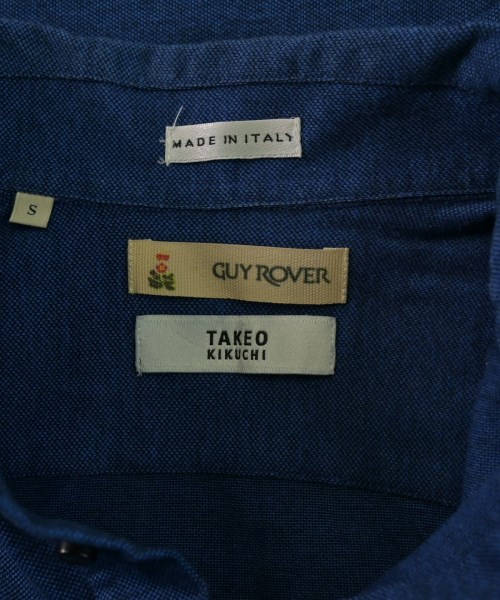 MADE IN ITALY
S
GUY ROVER
TAKEO
KIKUCHI